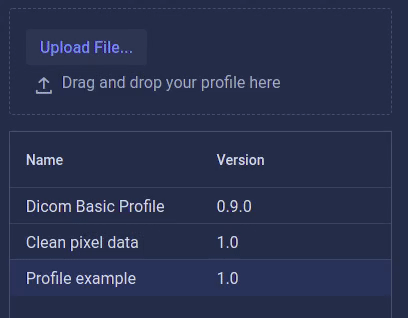 Upload File...
Drag and drop your profile here
Name Version
Dicom Basic Profile 0.9.0
Clean pixel data 1.0
Profile example 1.0